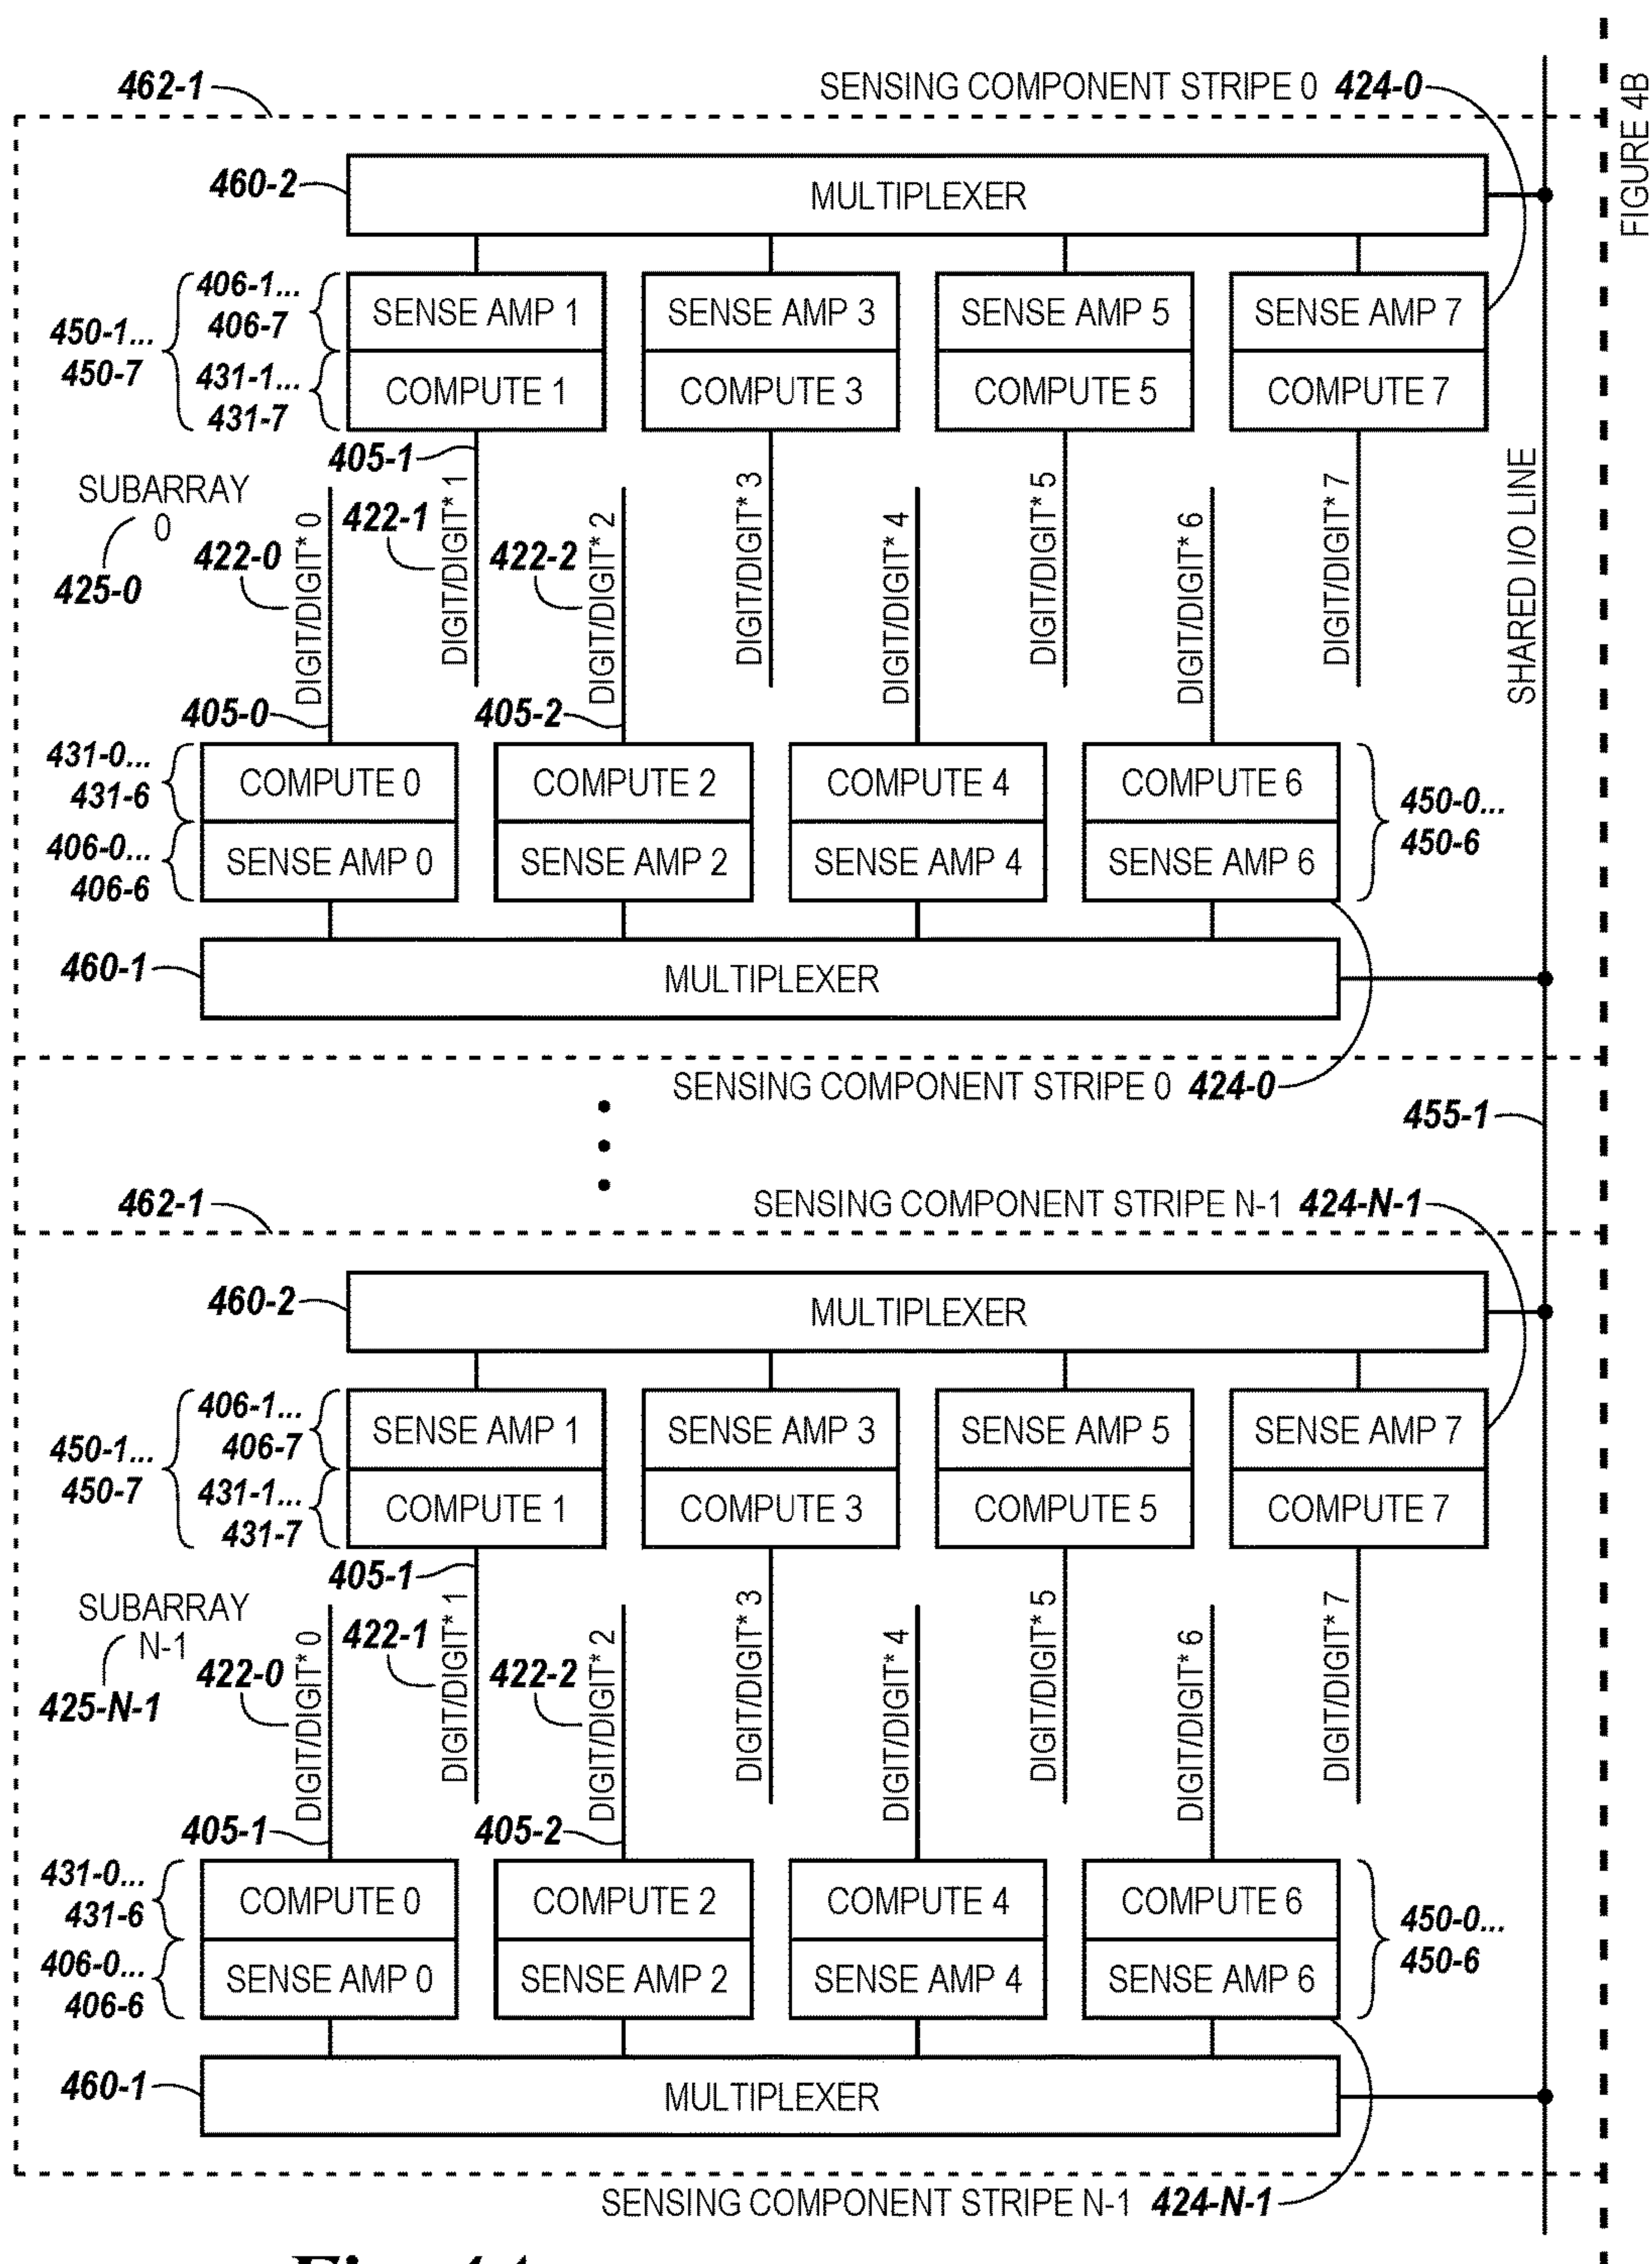 462-1
SENSING COMPONENT STRIPE 0 424-0
FIGURE 4B
460-2
MULTIPLEXER
406-1...
406-7
450-1...
450-7
431-1...
431-7
SENSE AMP 1
SENSE AMP 3
SENSE AMP 5
SENSE AMP 7
COMPUTE 1
COMPUTE 3
COMPUTE 5
COMPUTE 7
405-1
SUBARRAY
0
425-0
422-0
DIGIT/DIGIT* 0
422-1
DIGIT/DIGIT* 1
422-2
DIGIT/DIGIT* 2
DIGIT/DIGIT* 3
DIGIT/DIGIT* 4
DIGIT/DIGIT* 5
DIGIT/DIGIT* 6
DIGIT/DIGIT* 7
SHARED I/O LINE
405-0
405-2
431-0...
431-6
406-0...
406-6
COMPUTE 0
COMPUTE 2
COMPUTE 4
COMPUTE 6
SENSE AMP 0
SENSE AMP 2
SENSE AMP 4
SENSE AMP 6
450-0...
450-6
460-1
MULTIPLEXER
SENSING COMPONENT STRIPE 0 424-0
455-1
462-1
SENSING COMPONENT STRIPE N-1 424-N-1
460-2
MULTIPLEXER
406-1...
406-7
450-1...
450-7
431-1...
431-7
SENSE AMP 1
SENSE AMP 3
SENSE AMP 5
SENSE AMP 7
COMPUTE 1
COMPUTE 3
COMPUTE 5
COMPUTE 7
405-1
SUBARRAY
N-1
425-N-1
422-0
DIGIT/DIGIT* 0
422-1
DIGIT/DIGIT* 1
422-2
DIGIT/DIGIT* 2
DIGIT/DIGIT* 3
DIGIT/DIGIT* 4
DIGIT/DIGIT* 5
DIGIT/DIGIT* 6
DIGIT/DIGIT* 7
405-1
405-2
431-0...
431-6
406-0...
406-6
COMPUTE 0
COMPUTE 2
COMPUTE 4
COMPUTE 6
SENSE AMP 0
SENSE AMP 2
SENSE AMP 4
SENSE AMP 6
450-0...
450-6
460-1
MULTIPLEXER
SENSING COMPONENT STRIPE N-1 424-N-1